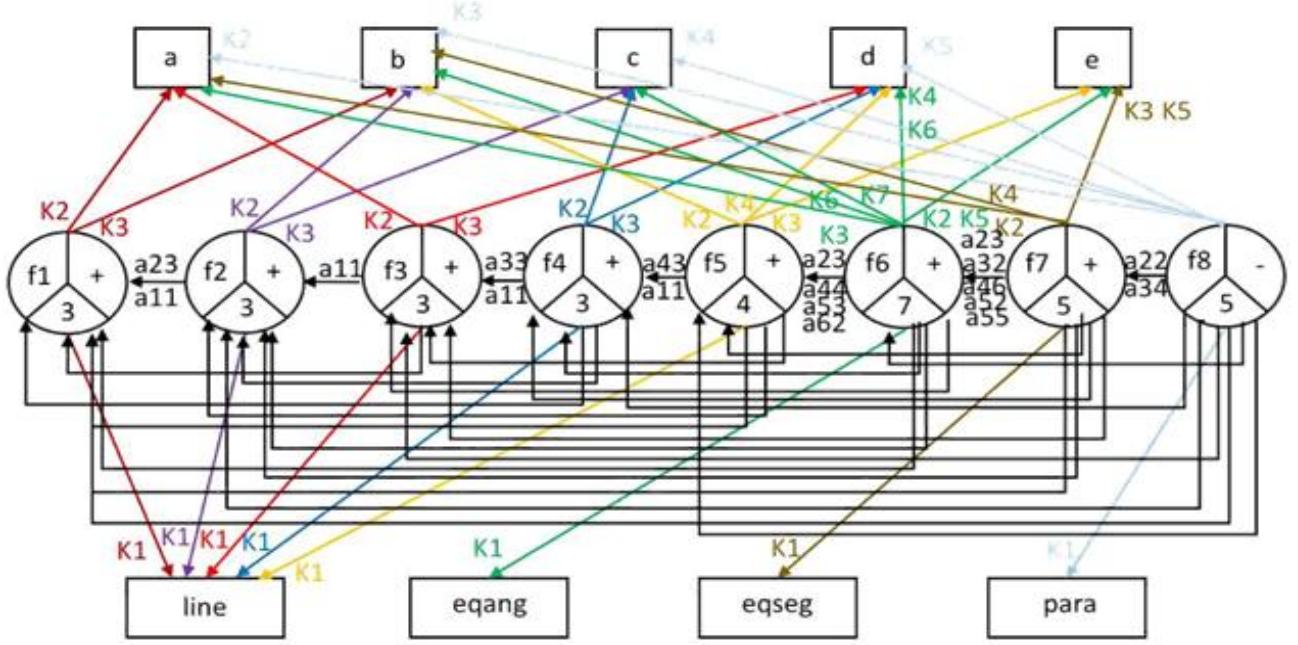 K2 K3 K4 K5
a b c d e
K4
K3 K5
K6
K2 K3 K2 K3 K2 K3 K2 K3 K2 K4 K3 K6 K7 K3 K2 K5 K4 K2
f1 + 3
a23
a11
f2 + 3
a11
f3 + 3
a33
a11
f4 + 3
a43
a11
f5 + 4
a23
a44
a53
a62
f6 + 7
a23
a32
a46
a52
a55
f7 + 5
a22
a34
f8 - 5
K1 K1 K1 K1 K1 K1 K1 K1
line eqang eqseg para